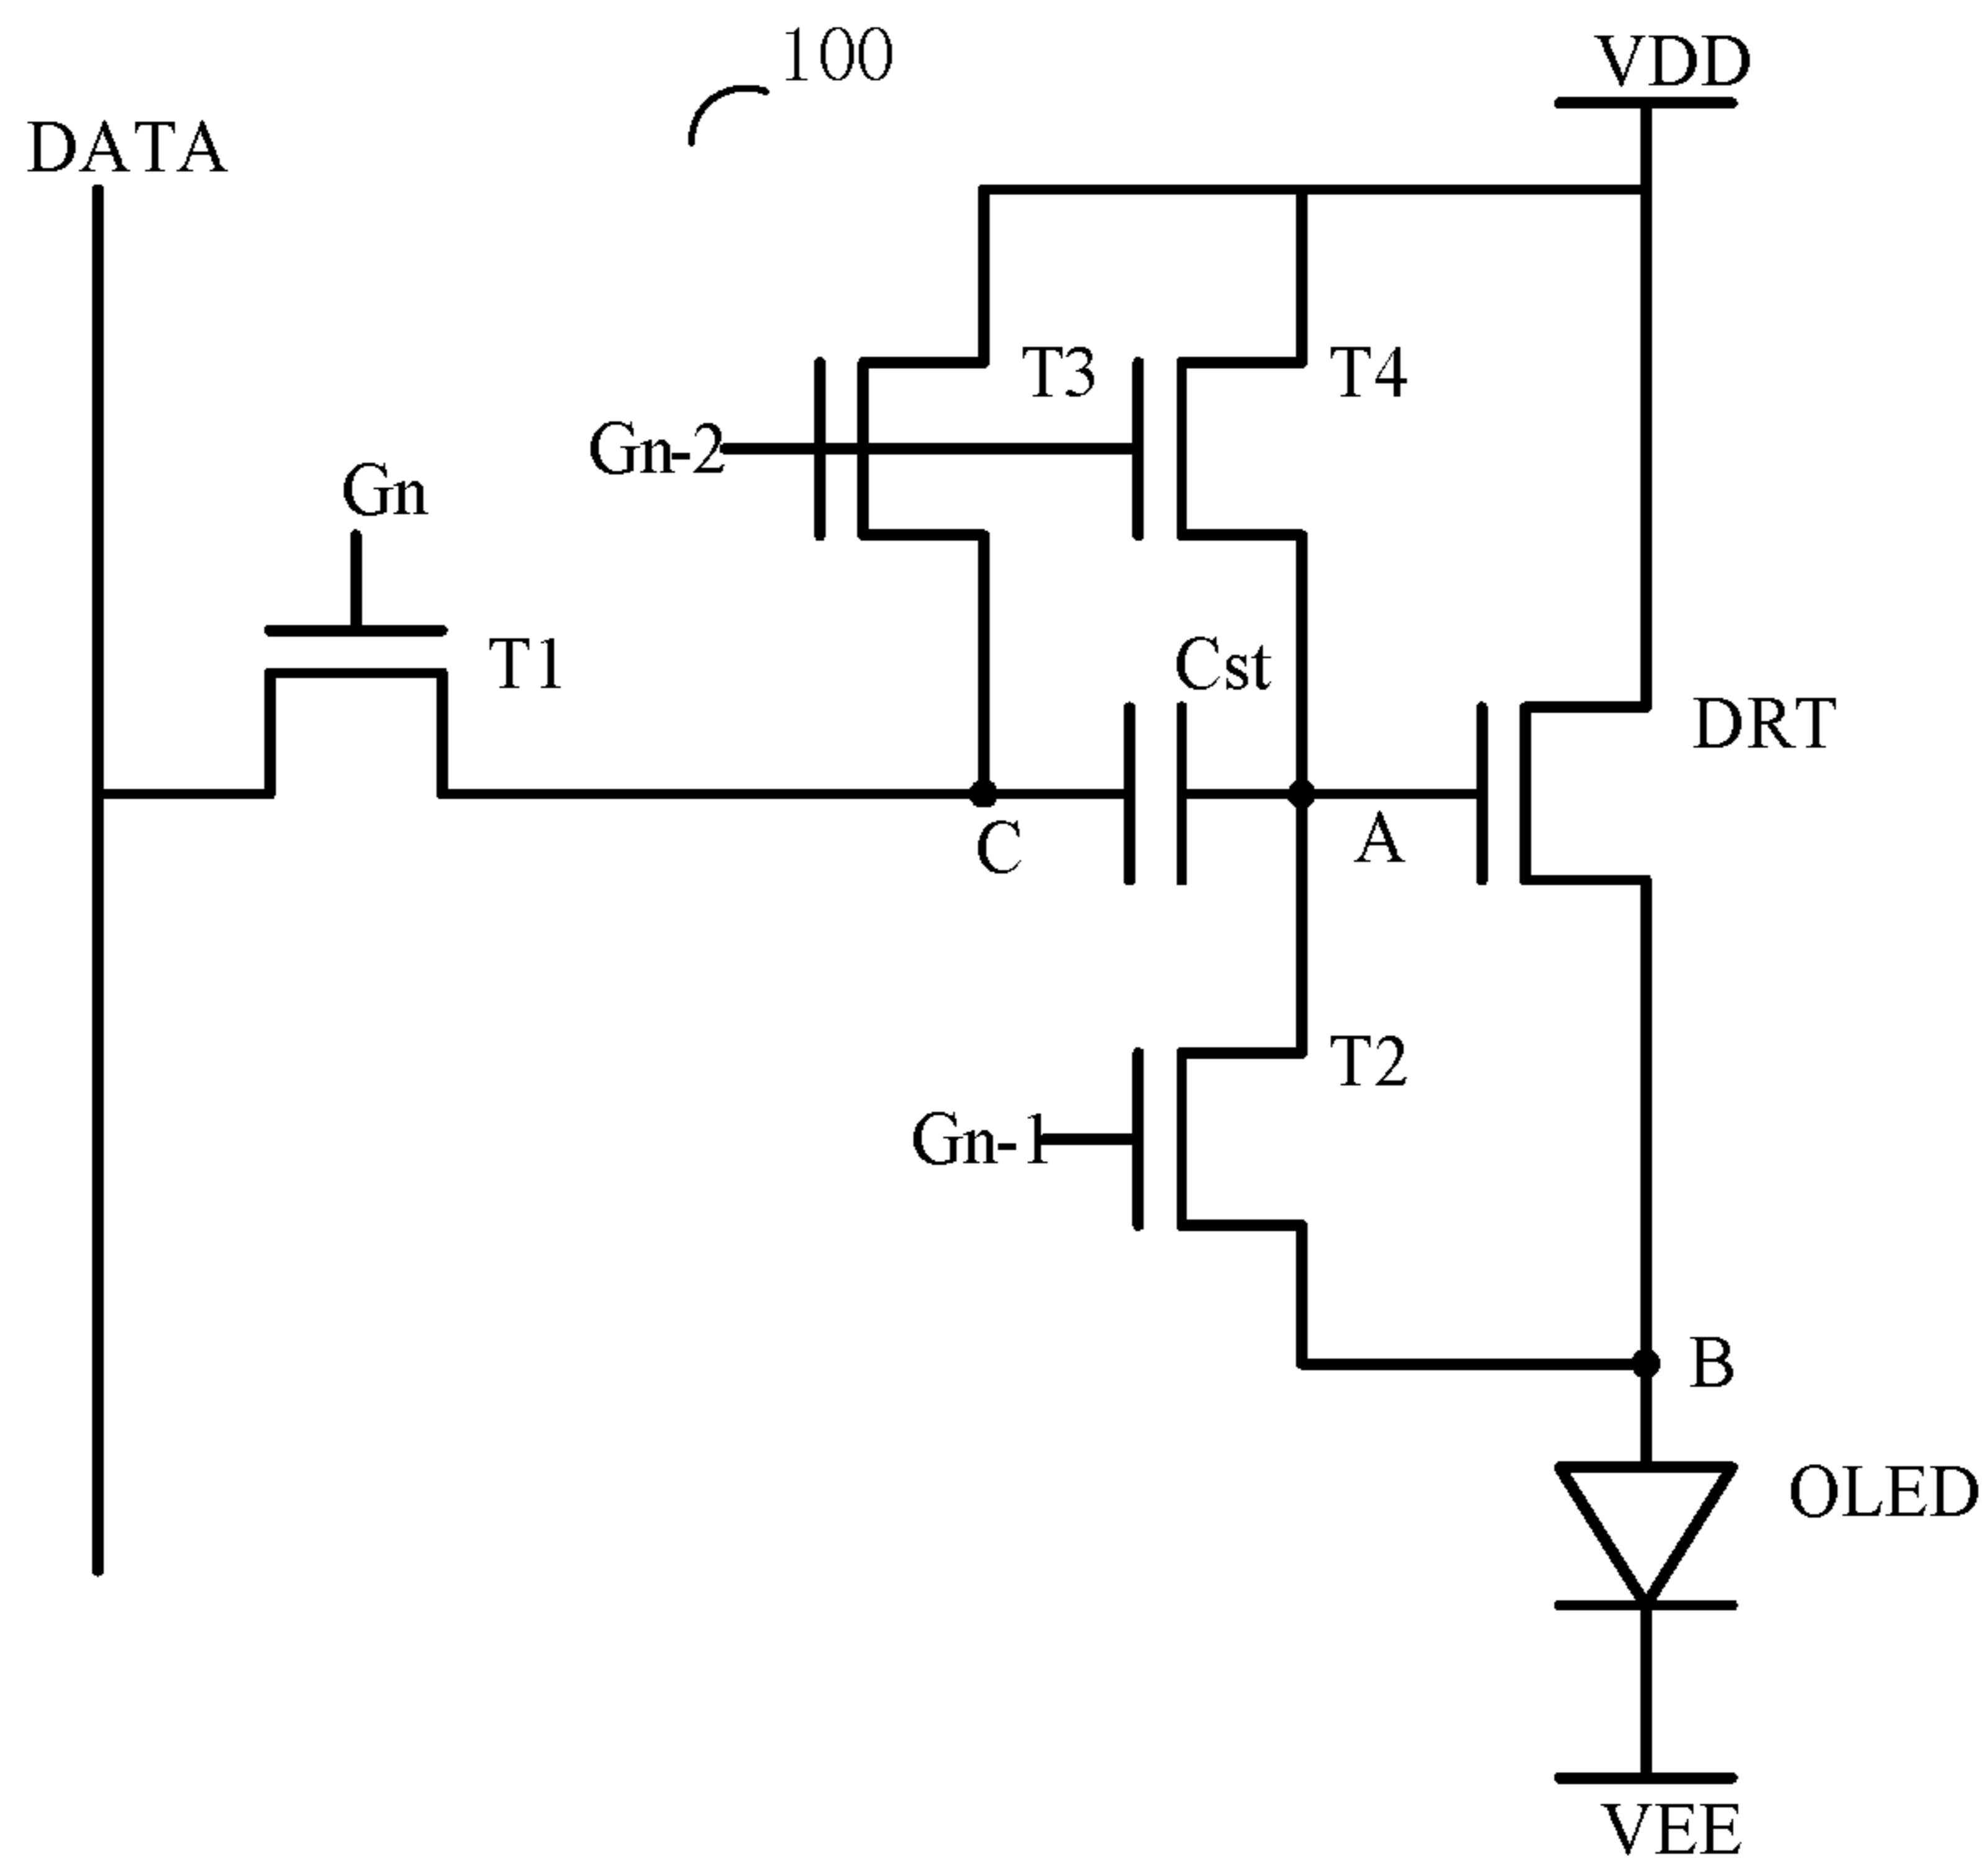 100
VDD
DATA
T3
T4
Gn-2
Gn
T1
Cst
DRT
C
A
T2
Gn-1
B
OLED
VEE